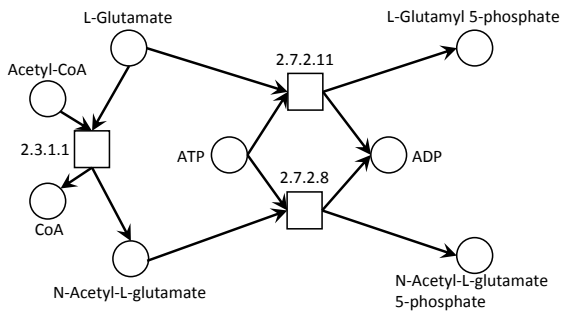 L-Glutamate
L-Glutamyl 5-phosphate
2.7.2.11
Acetyl-CoA
2.3.1.1
ATP
ADP
2.7.2.8
CoA
N-Acetyl-L-glutamate
N-Acetyl-L-glutamate
5-phosphate